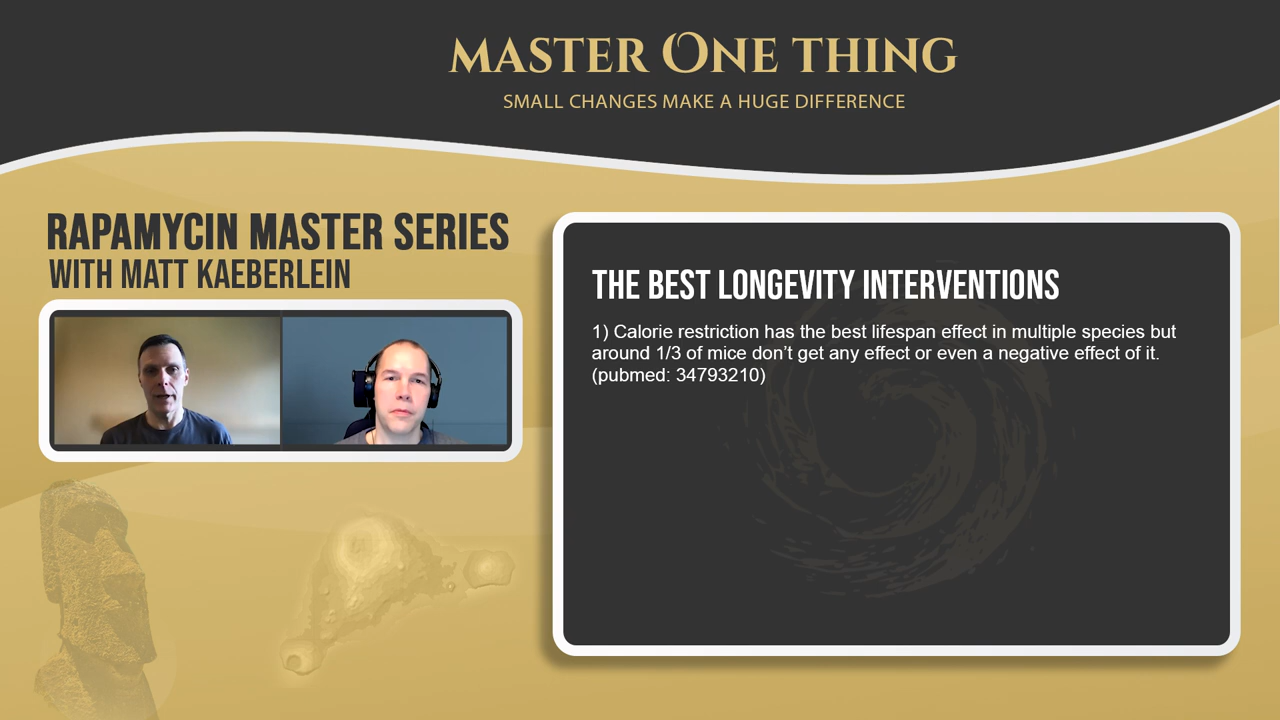 MASTER ONE THING
SMALL CHANGES MAKE A HUGE DIFFERENCE
RAPAMYCIN MASTER SERIES
WITH MATT KAEBERLEIN
THE BEST LONGEVITY INTERVENTIONS
1) Calorie restriction has the best lifespan effect in multiple species but
around 1/3 of mice don’t get any effect or even a negative effect of it.
(pubmed: 34793210)